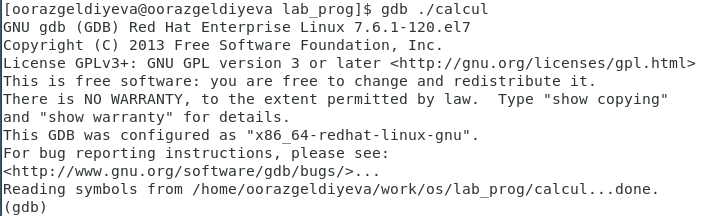 [oorazgeldiyeva@oorazgeldiyeva lab_prog]$ gdb ./calcul
GNU gdb (GDB) Red Hat Enterprise Linux 7.6.1-120.el7
Copyright (C) 2013 Free Software Foundation, Inc.
License GPLv3+: GNU GPL version 3 or later <http://gnu.org/licenses/gpl.html>
This is free software: you are free to change and redistribute it.
There is NO WARRANTY, to the extent permitted by law.  Type "show copying"
and "show warranty" for details.
This GDB was configured as "x86_64-redhat-linux-gnu".
For bug reporting instructions, please see:
<http://www.gnu.org/software/gdb/bugs/>...
Reading symbols from /home/oorazgeldiyeva/work/os/lab_prog/calcul...done.
(gdb)